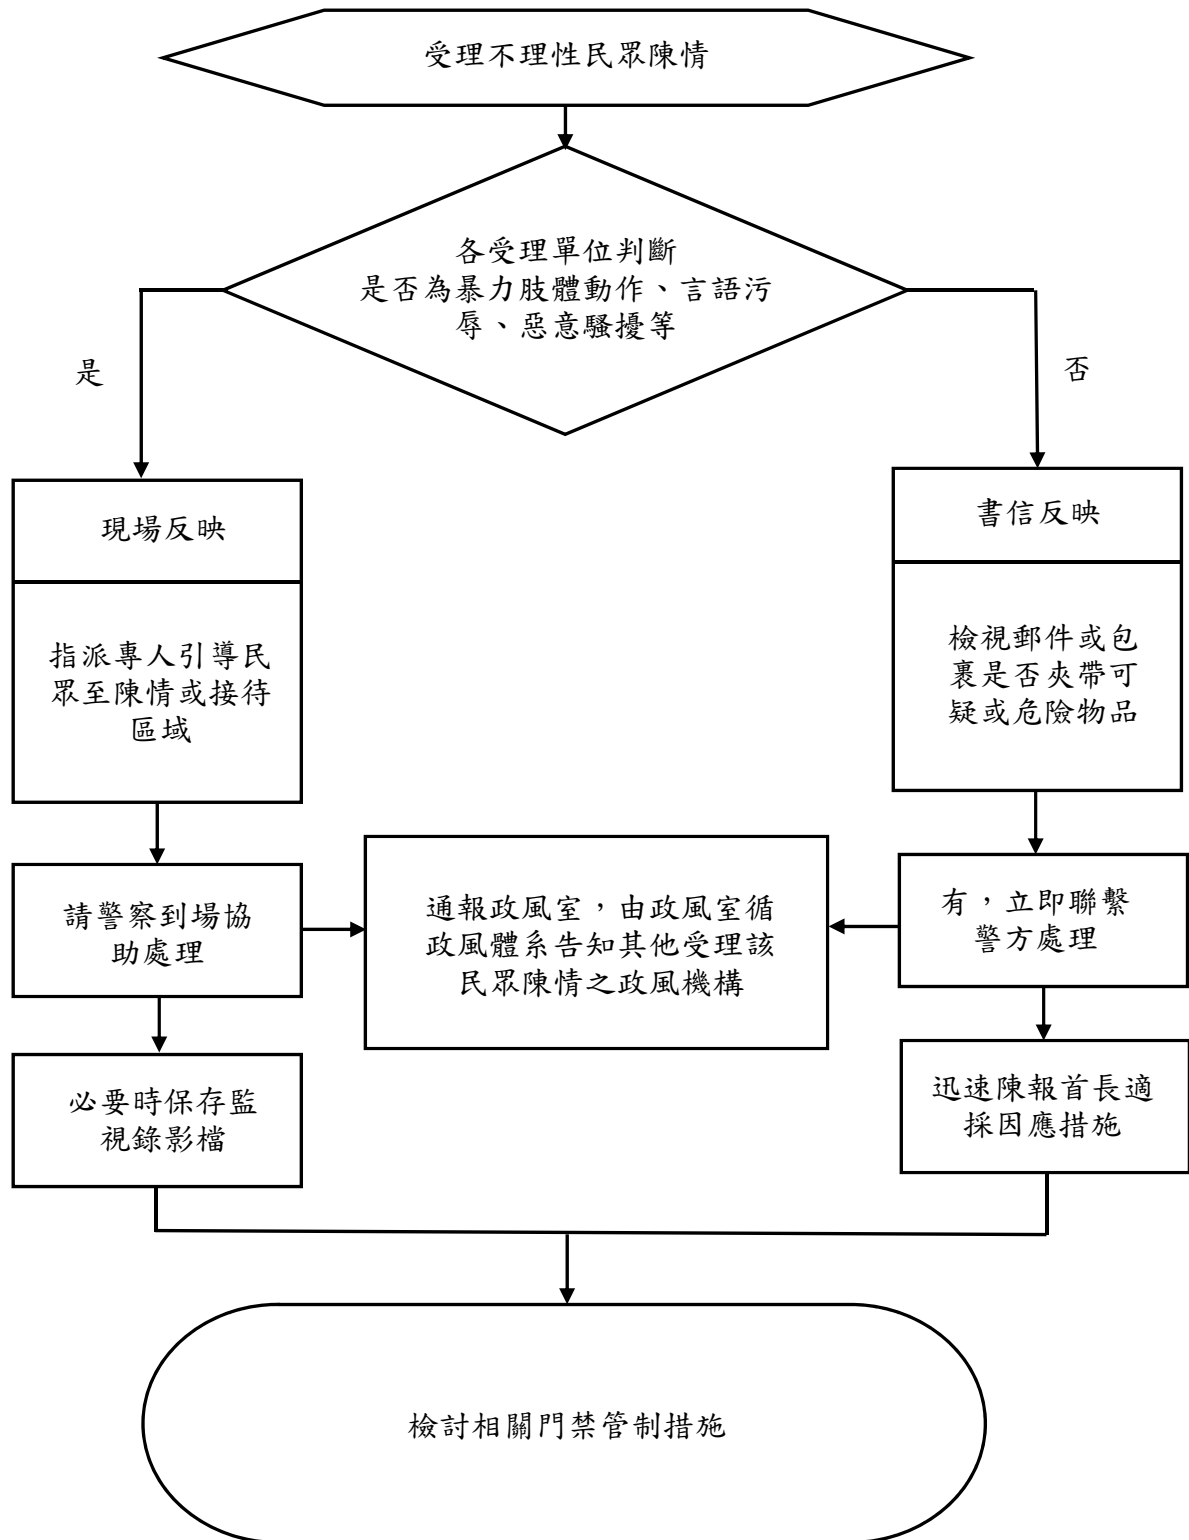 受理不理性民眾陳情
各受理單位判斷
是否為暴力肢體動作、言語污
辱、惡意騷擾等
是
否
現場反映
指派專人引導民
眾至陳情或接待
區域
書信反映
檢視郵件或包
裹是否夾帶可
疑或危險物品
請警察到場協
助處理
通報政風室，由政風室循
政風體系告知其他受理該
民眾陳情之政風機構
有，立即聯繫
警方處理
必要時保存監
視錄影檔
迅速陳報首長適
採因應措施
檢討相關門禁管制措施